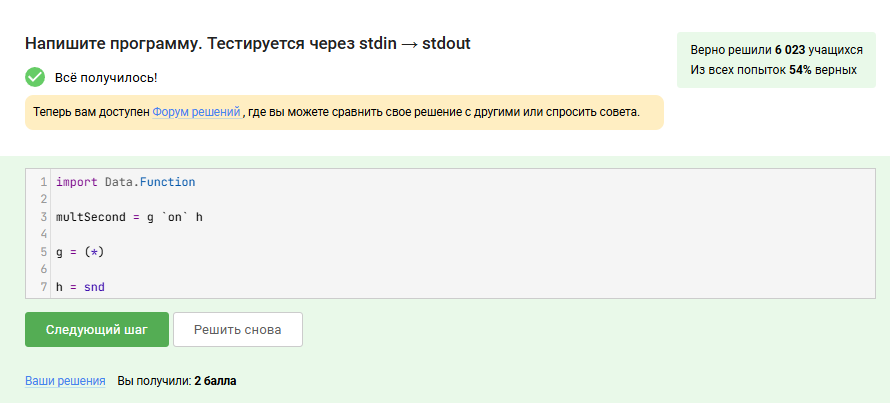 Напишите программу. Тестируется через stdin → stdout
Верно решили 6 023 учащихся
Из всех попыток 54% верных
Всё получилось!
Теперь вам доступен Форум решений, где вы можете сравнить свое решение с другими или спросить совета.
1 import Data.Function
2
3 multSecond = g `on` h
4
5 g = (*)
6
7 h = snd
Следующий шаг
Решить снова
Ваши решения Вы получили: 2 балла